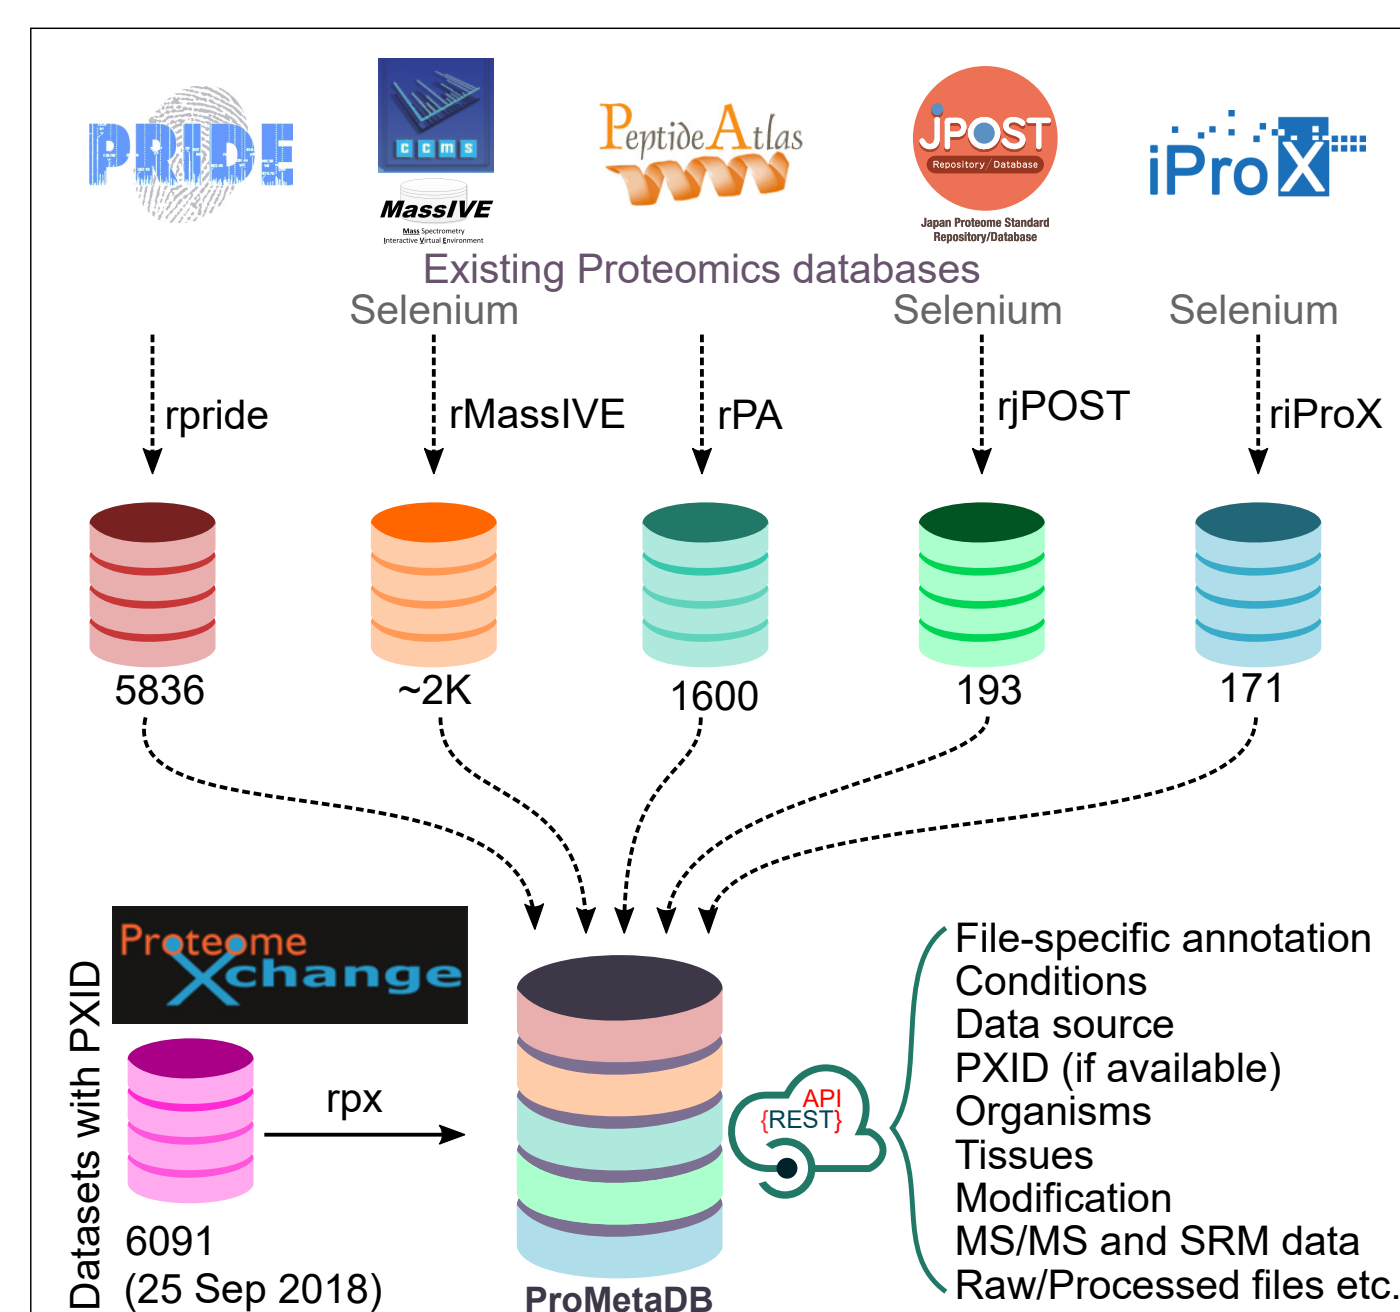 PRIDE
CCMS
MassIVE
Mass Spectrometry
Interactive Virtual Environment
PeptideAtlas
jPOST
Repository/Database
Japan Proteome Standard
Repository/Database
iProX
Existing Proteomics databases
Selenium
Selenium
Selenium
rpride
rMassIVE
rPA
rjPOST
riProX
5836
~2K
1600
193
171
Proteome
Xchange
Datasets with PXID
rpx
6091
(25 Sep 2018)
ProMetaDB
API
{REST}
File-specific annotation
Conditions
Data source
PXID (if available)
Organisms
Tissues
Modification
MS/MS and SRM data
Raw/Processed files etc.